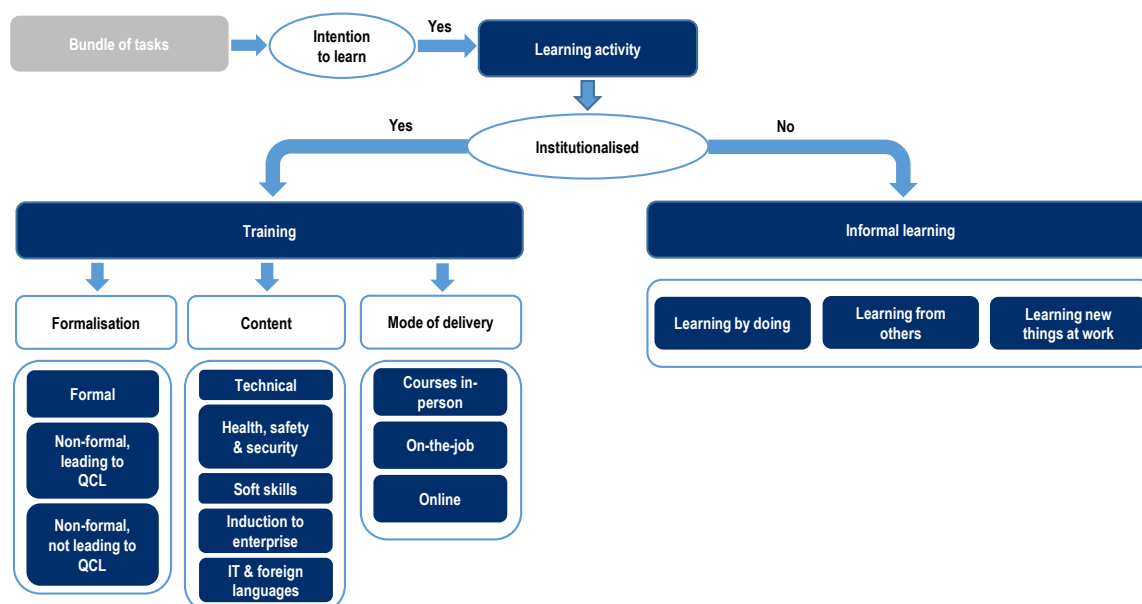 Bundle of tasks
Intention
to learn
Yes
Learning activity
Yes
Institutionalised
No
Training
Informal learning
Formalisation
Content
Mode of delivery
Learning by doing
Learning from
others
Learning new
things at work
Formal
Non-formal,
leading to
QCL
Non-formal,
not leading to
QCL
Technical
Health, safety
& security
Soft skills
Induction to
enterprise
IT & foreign
languages
Courses in-
person
On-the-job
Online